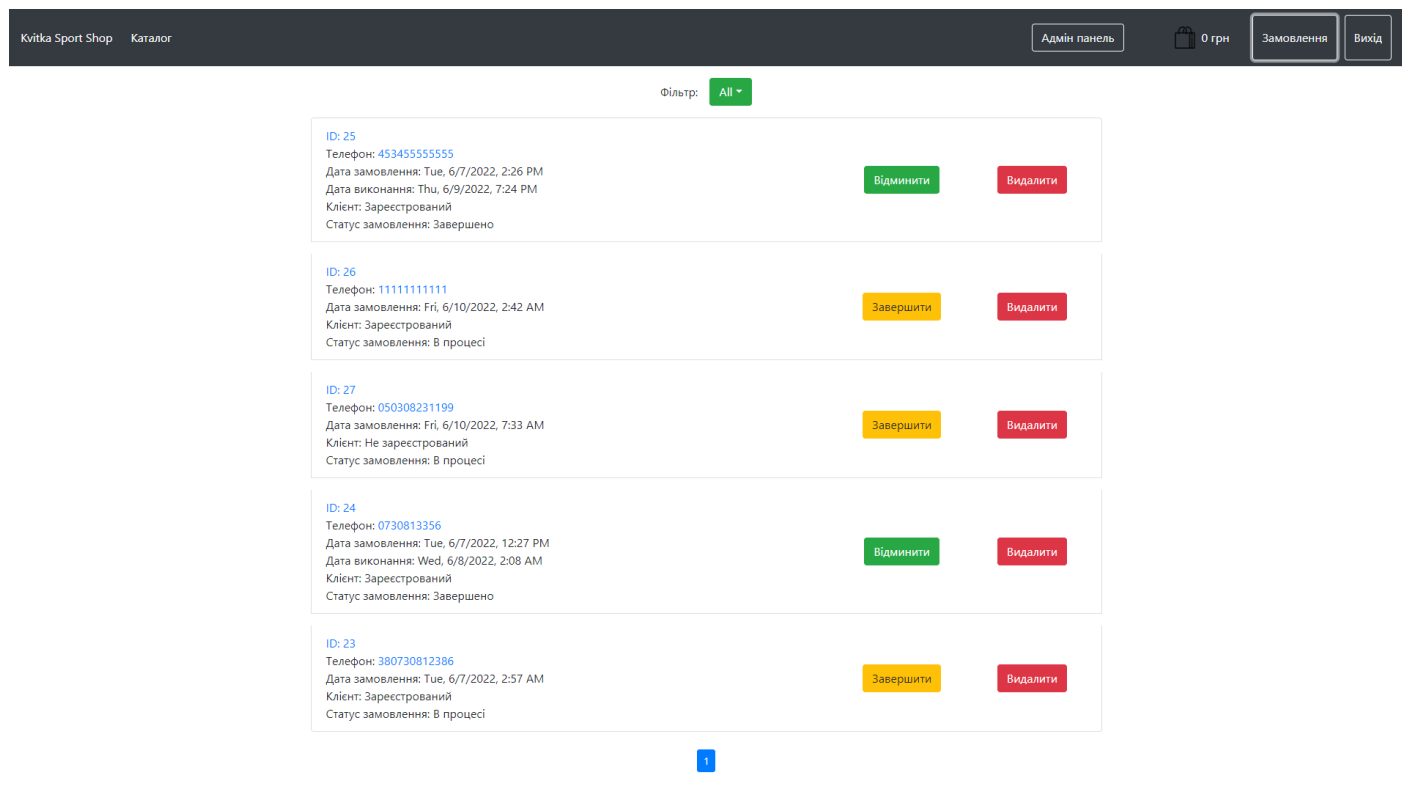 Kvitka Sport Shop Каталог Адмін панель 0 грн Замовлення Вихід
Фільтр: All
ID: 25
Телефон: 453455555555
Дата замовлення: Tue, 6/7/2022, 2:26 PM
Дата виконання: Thu, 6/9/2022, 7:24 PM
Клієнт: Зареєстрований
Статус замовлення: Завершено
Відминити Видалити
ID: 26
Телефон: 11111111111
Дата замовлення: Fri, 6/10/2022, 2:42 AM
Клієнт: Зареєстрований
Статус замовлення: В процесі
Завершити Видалити
ID: 27
Телефон: 050308231199
Дата замовлення: Fri, 6/10/2022, 7:33 AM
Клієнт: Не зареєстрований
Статус замовлення: В процесі
Завершити Видалити
ID: 24
Телефон: 0730813356
Дата замовлення: Tue, 6/7/2022, 12:27 PM
Дата виконання: Wed, 6/8/2022, 2:08 AM
Клієнт: Зареєстрований
Статус замовлення: Завершено
Відминити Видалити
ID: 23
Телефон: 380730812386
Дата замовлення: Tue, 6/7/2022, 2:57 AM
Клієнт: Зареєстрований
Статус замовлення: В процесі
Завершити Видалити
1